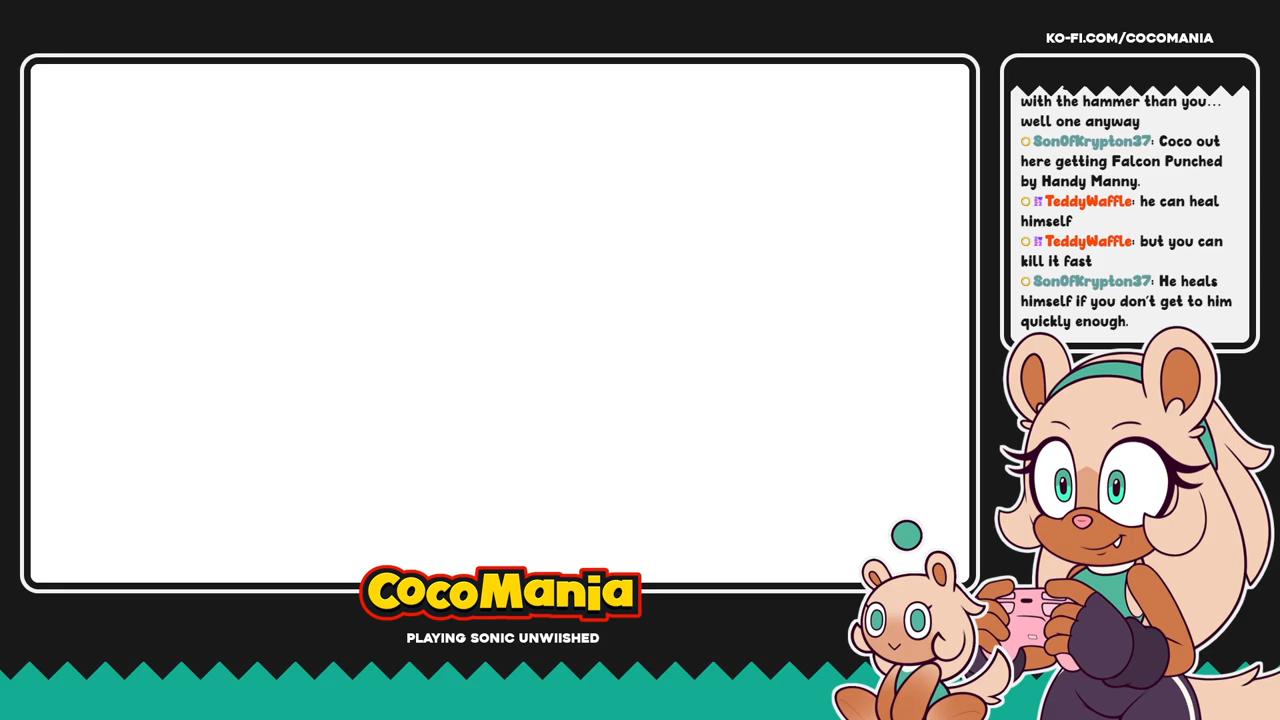 KO-FI.COM/COCOMANIA
with the hammer than you...
well one anyway
SonOfKrypton37: Coco out
here getting Falcon Punched
by Handy Manny.
TeddyWaffle: he can heal
himself
TeddyWaffle: but you can
kill it fast
SonOfKrypton37: He heals
himself if you don't get to him
quickly enough.
CocoMania
PLAYING SONIC UNWIISHED